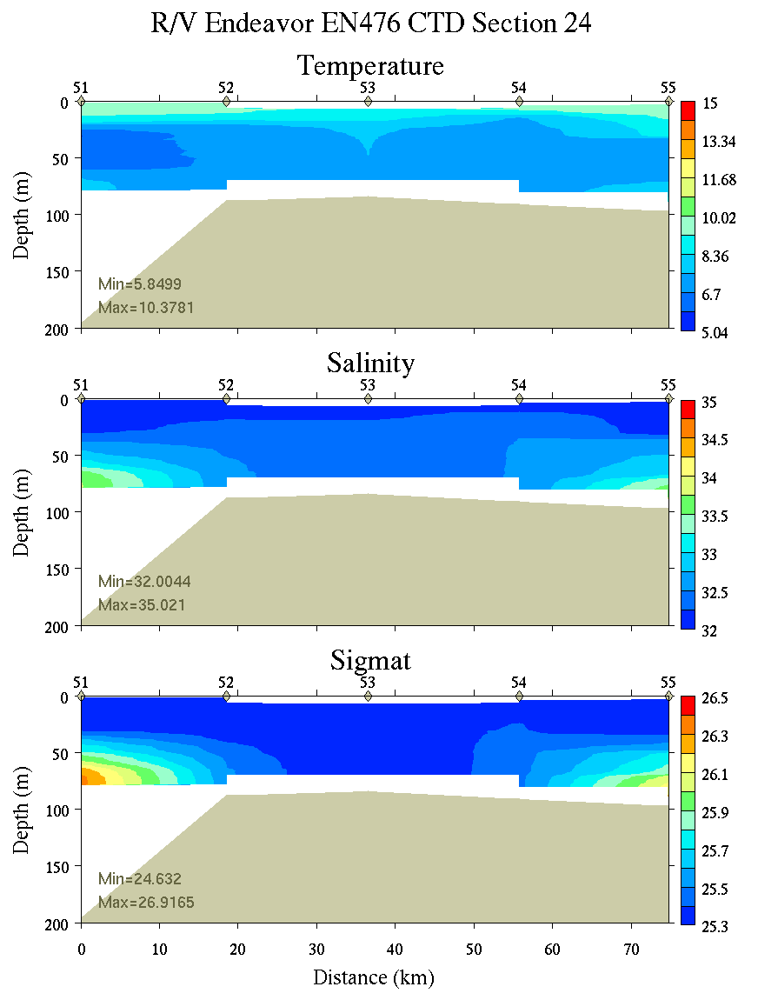 R/V Endeavor EN476 CTD Section 24
Temperature
51 52 53 54 55
0
50
100
150
200
Depth (m)
Min=5.8499
Max=10.3781
15
13.34
11.68
10.02
8.36
6.7
5.04
Salinity
51 52 53 54 55
0
50
100
150
200
Depth (m)
Min=32.0044
Max=35.021
35
34.5
34
33.5
33
32.5
32
Sigmat
51 52 53 54 55
0
50
100
150
200
Depth (m)
Min=24.632
Max=26.9165
26.5
26.3
26.1
25.9
25.7
25.5
25.3
0 10 20 30 40 50 60 70
Distance (km)